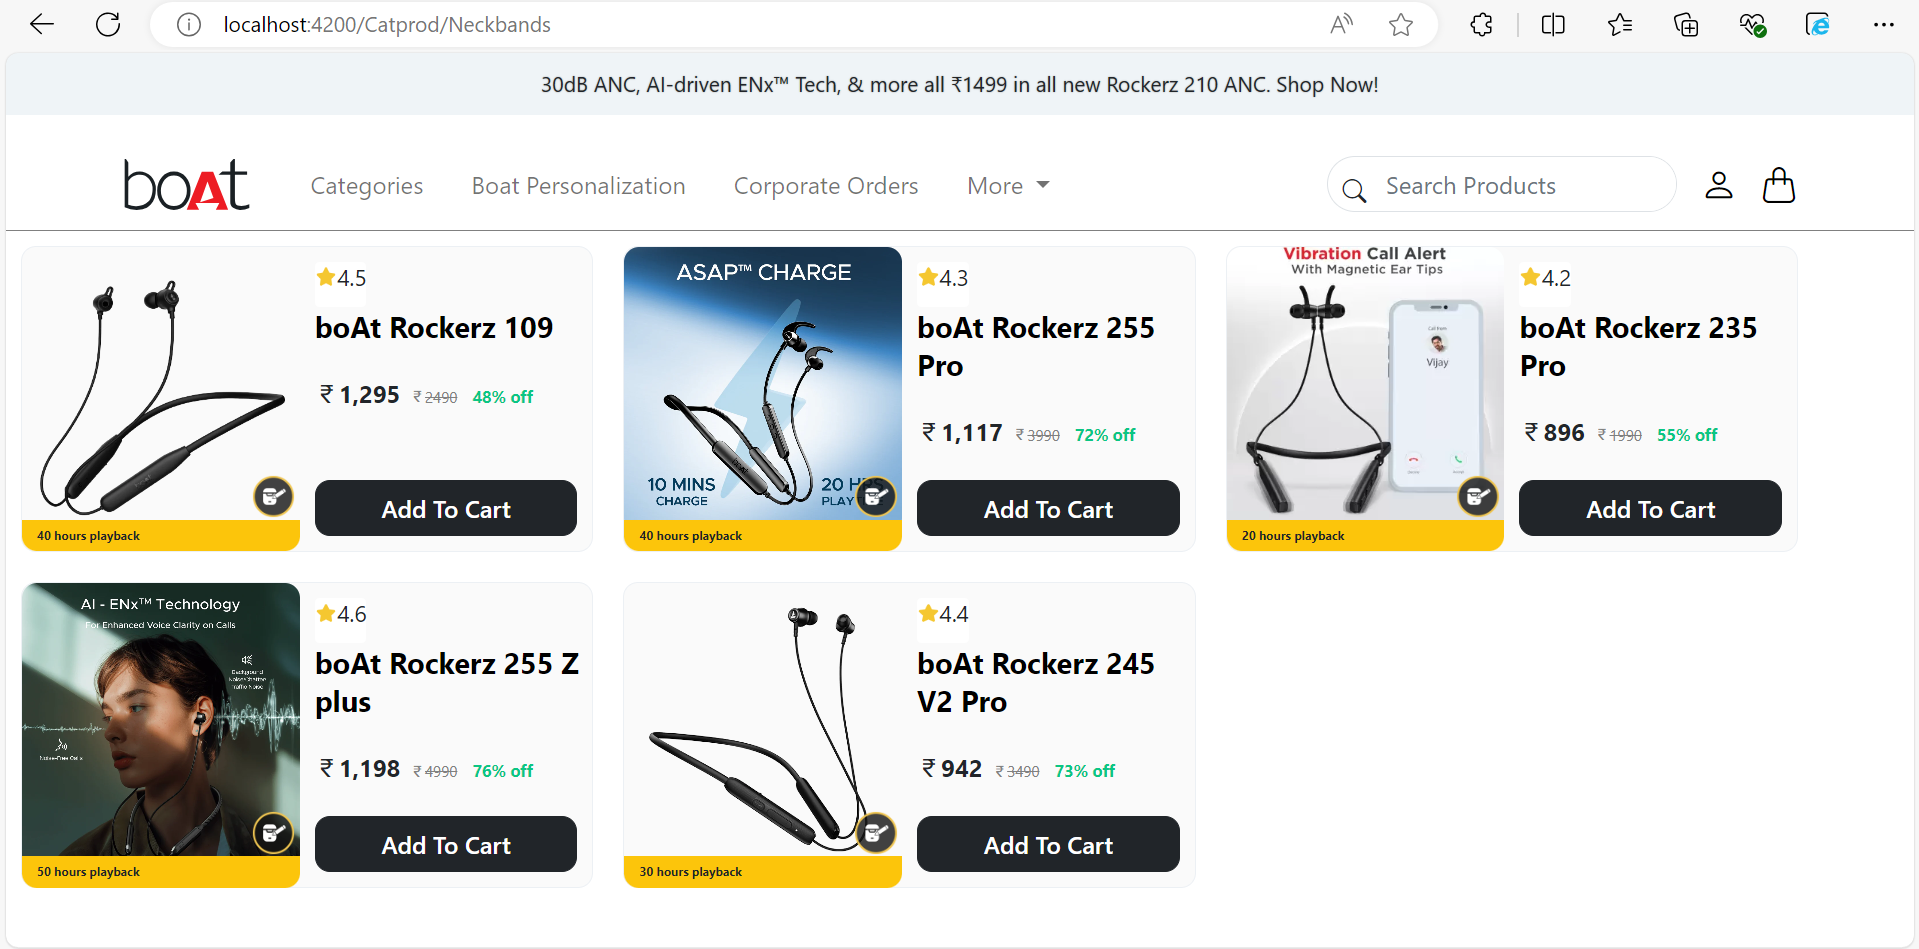 localhost:4200/Catprod/Neckbands
30dB ANC, AI-driven ENx™ Tech, & more all ₹1499 in all new Rockerz 210 ANC. Shop Now!
boAt
Categories
Boat Personalization
Corporate Orders
More
Search Products
4.5
boAt Rockerz 109
₹ 1,295 ₹ 2490 48% off
Add To Cart
40 hours playback
ASAP™ CHARGE
10 MINS
CHARGE
20 HRS
4.3
boAt Rockerz 255
Pro
₹ 1,117 ₹ 3990 72% off
Add To Cart
40 hours playback
Vibration Call Alert
With Magnetic Ear Tips
Call from
Vijay
4.2
boAt Rockerz 235
Pro
₹ 896 ₹ 1990 55% off
Add To Cart
20 hours playback
AI - ENx™ Technology
For Enhanced Voice Clarity on Calls
Background
4.6
boAt Rockerz 255 Z
plus
₹ 1,198 ₹ 4990 76% off
Add To Cart
50 hours playback
4.4
boAt Rockerz 245
V2 Pro
₹ 942 ₹ 3490 73% off
Add To Cart
30 hours playback